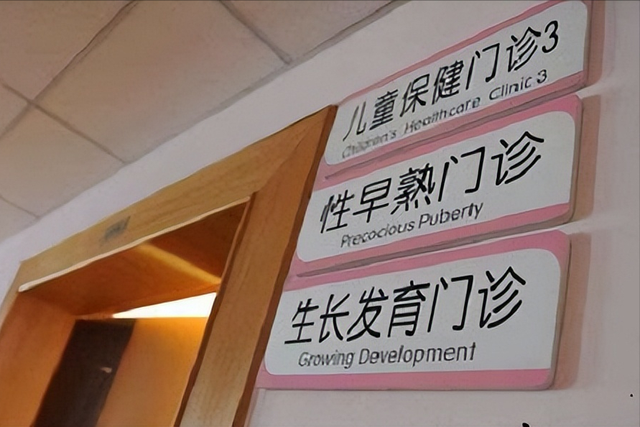 儿童保健门诊3
Children's Healthcare Clinic 3
性早熟门诊
Precocious Puberty
生长发育门诊
Growing Development